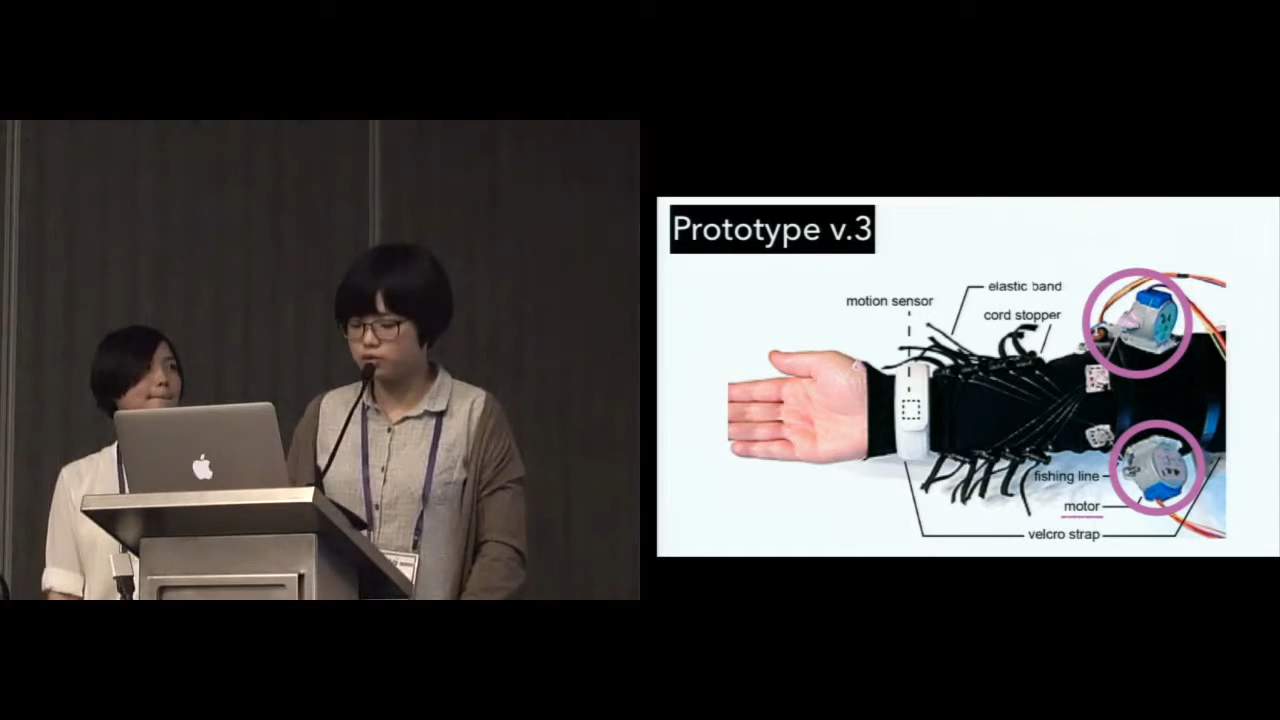 Prototype v.3
elastic band
motion sensor
cord stopper
fishing line
motor
velcro strap